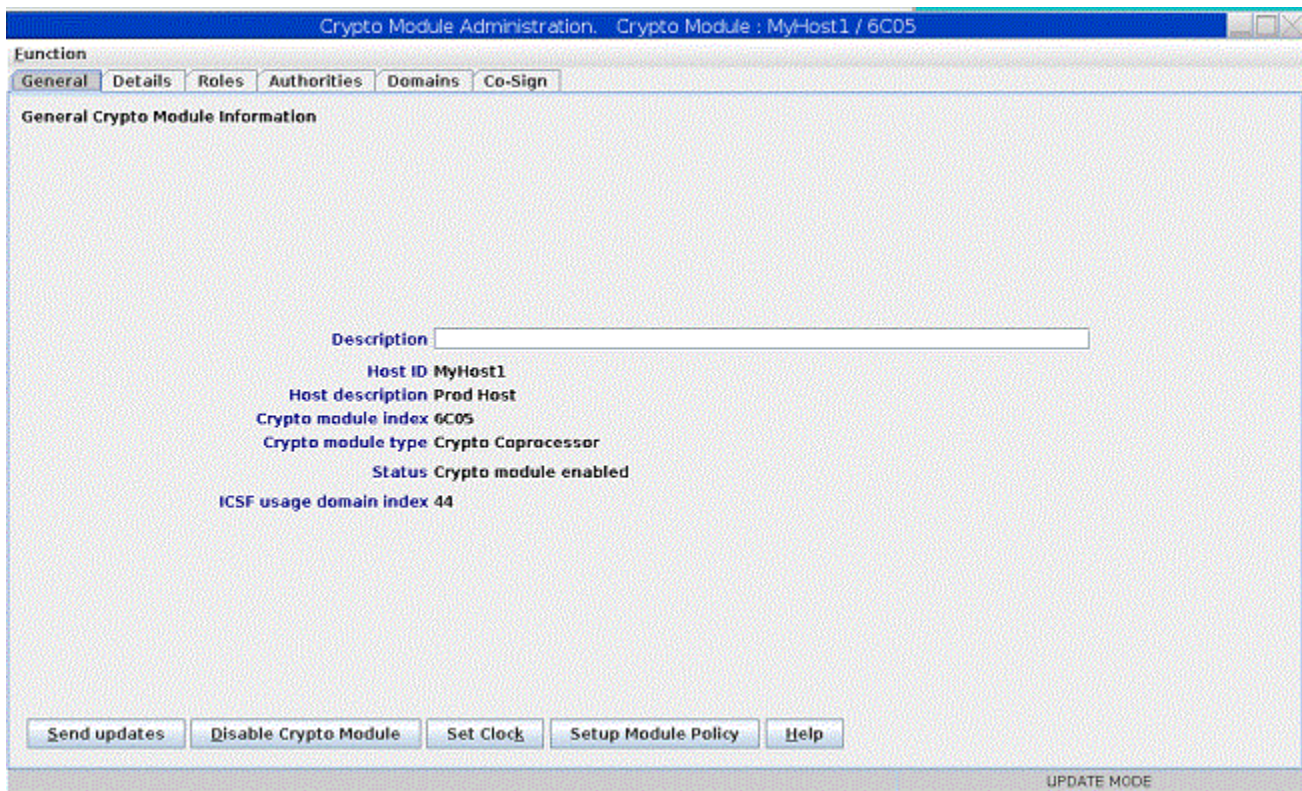 Crypto Module Administration. Crypto Module : MyHost1 / 6C05
Function
General Details Roles Authorities Domains Co-Sign
General Crypto Module Information
Description
Host ID MyHost1
Host description Prod Host
Crypto module index 6C05
Crypto module type Crypto Coprocessor
Status Crypto module enabled
ICSF usage domain index 44
Send updates Disable Crypto Module Set Clock Setup Module Policy Help
UPDATE MODE